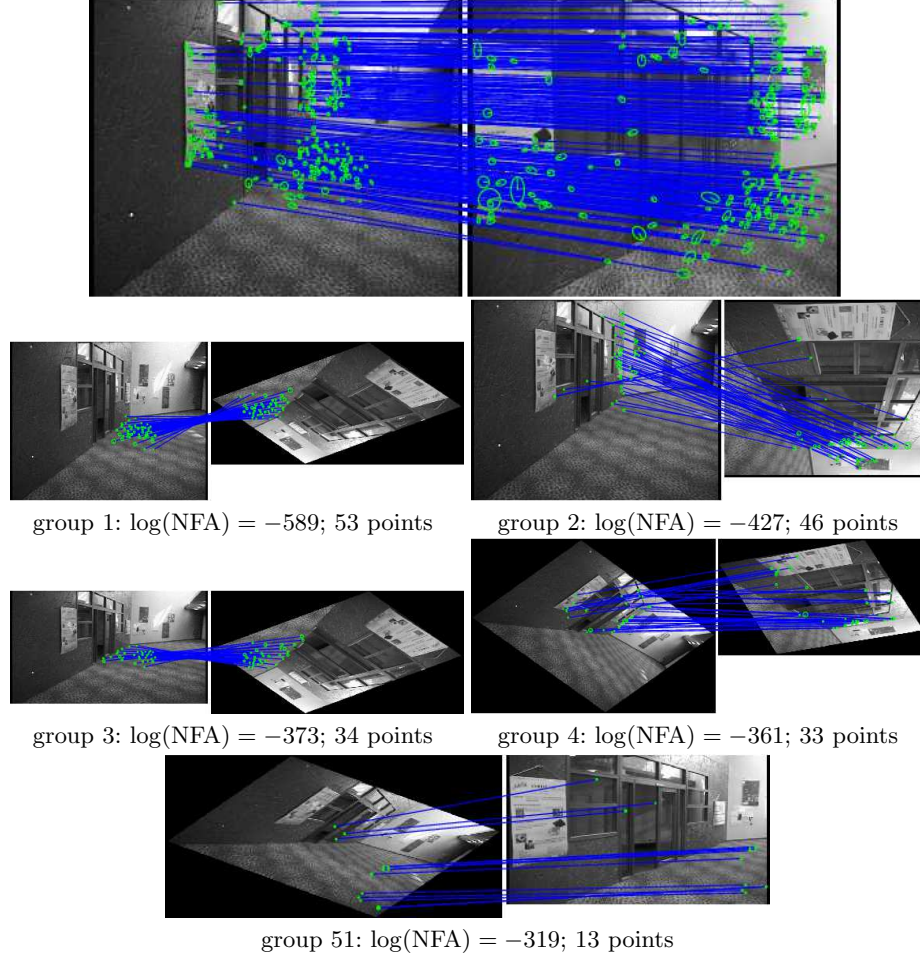 group 1: log(NFA) = −589; 53 points
group 2: log(NFA) = −427; 46 points
group 3: log(NFA) = −373; 34 points
group 4: log(NFA) = −361; 33 points
group 51: log(NFA) = −319; 13 points